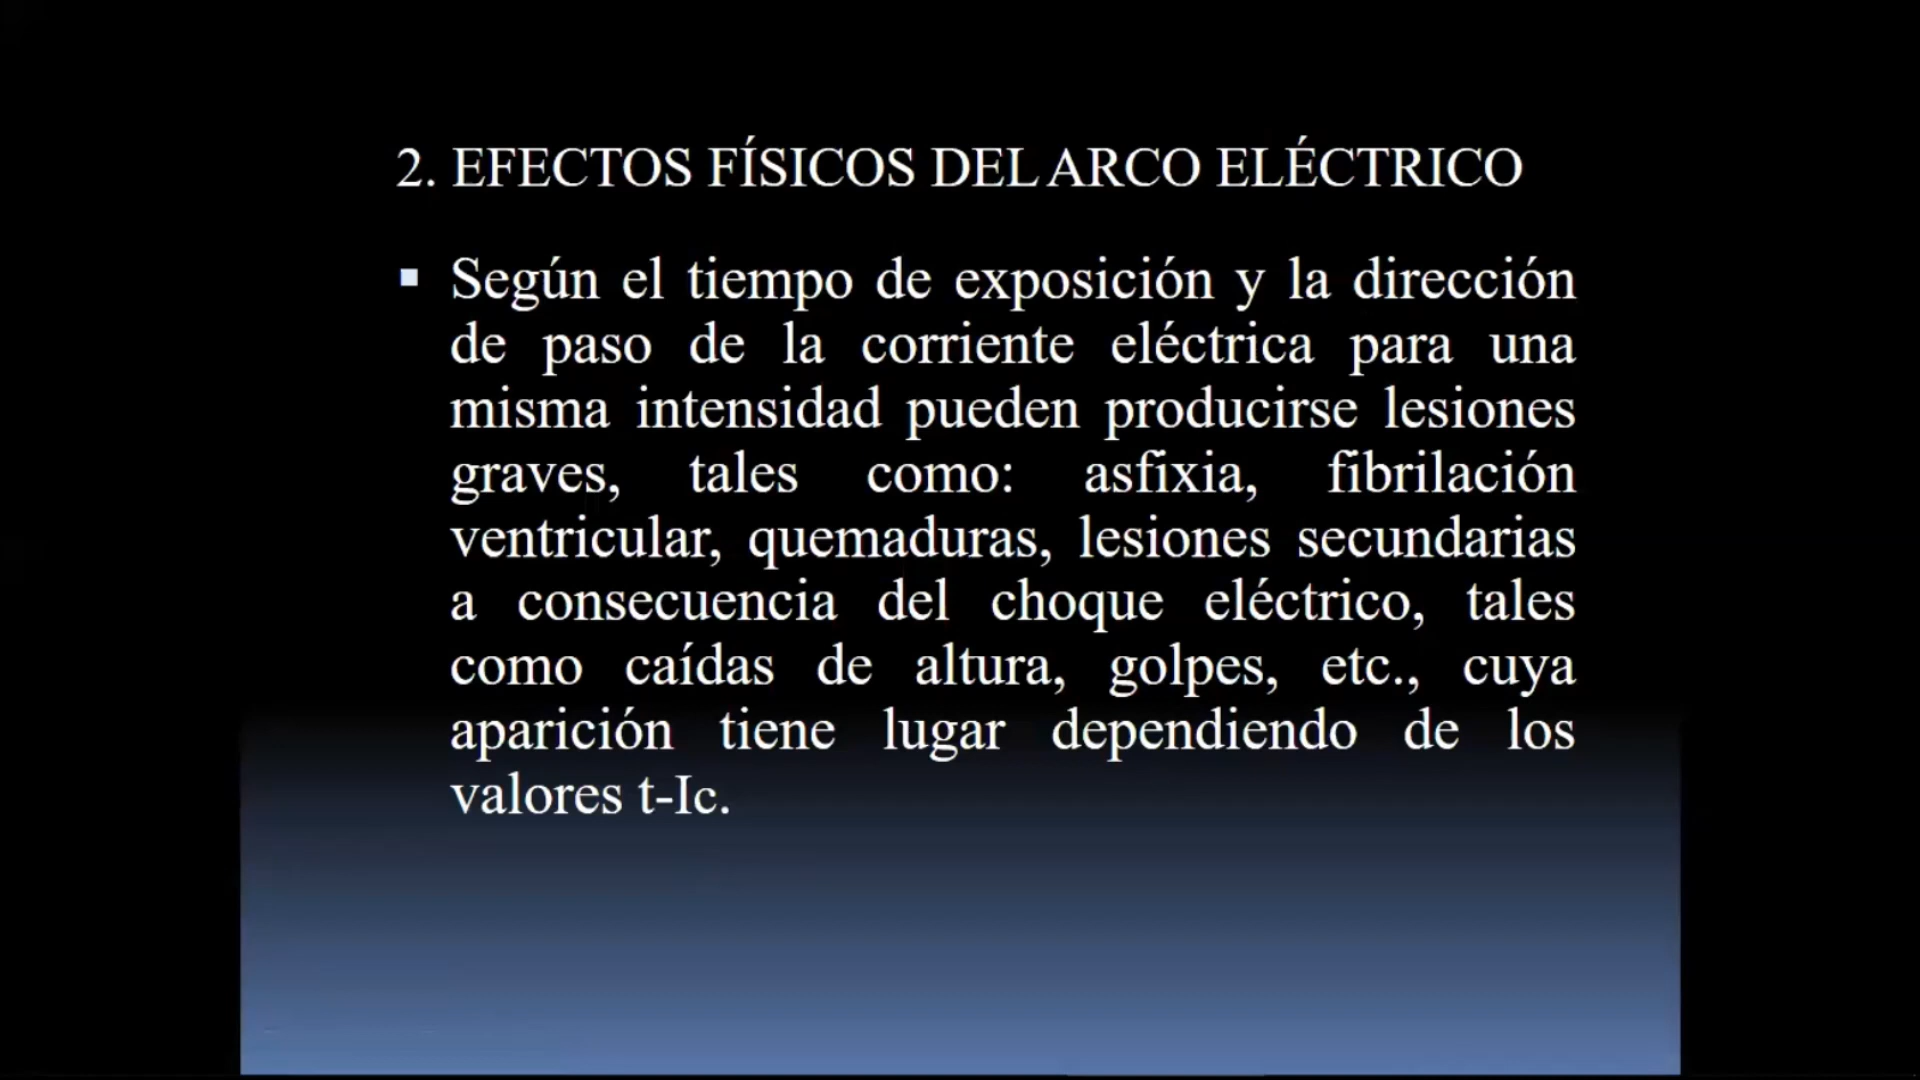 2. EFECTOS FÍSICOS DEL ARCO ELÉCTRICO
▪ Según el tiempo de exposición y la dirección
de paso de la corriente eléctrica para una
misma intensidad pueden producirse lesiones
graves, tales como: asfixia, fibrilación
ventricular, quemaduras, lesiones secundarias
a consecuencia del choque eléctrico, tales
como caídas de altura, golpes, etc., cuya
aparición tiene lugar dependiendo de los
valores t-Ic.